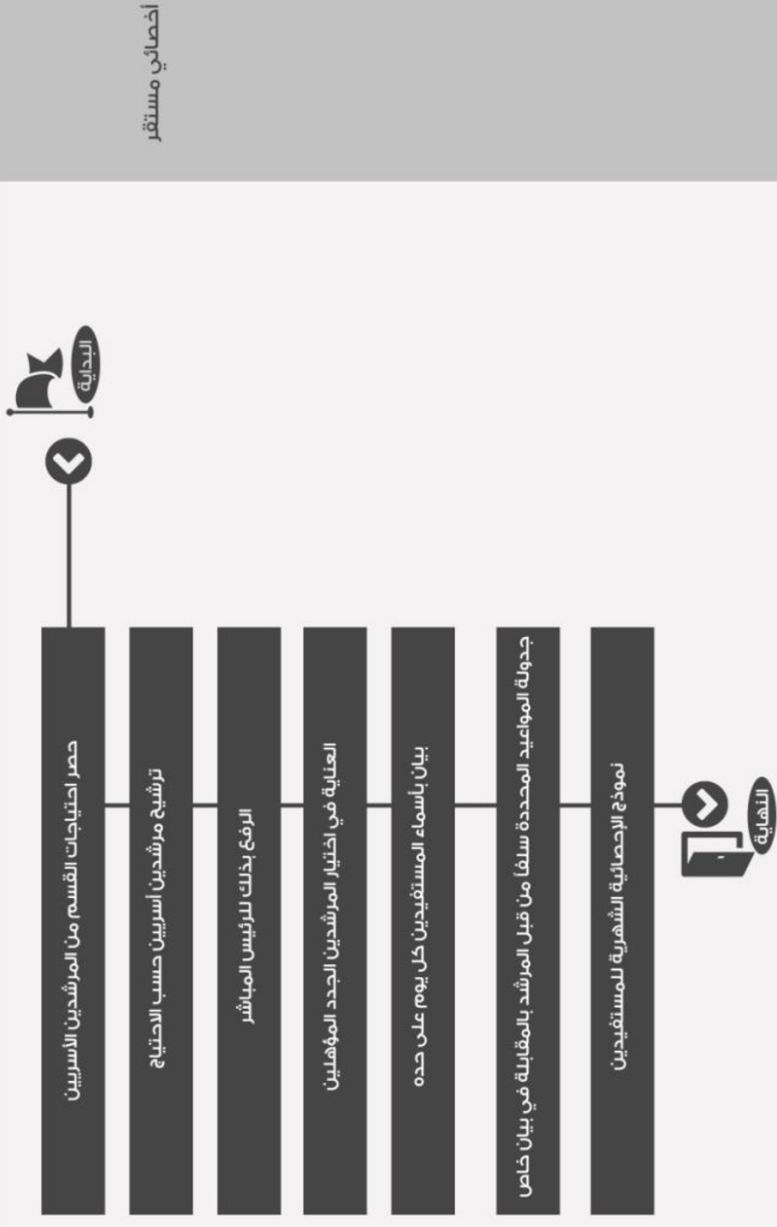 أخصائي مستقر
البداية
حصر احتياجات القسم من المرشدين الأسريين
ترشيح مرشدين أسريين حسب الاحتياج
الرفع بذلك للرئيس المباشر
العناية في اختيار المرشدين الجدد المؤهلين
بيان بأسماء المستفيدين كل يوم على حده
جدولة المواعيد المحددة سلفاً من قبل المرشد بالمقابلة في بيان خاص
نموذج الإحصائية الشهرية للمستفيدين
النهاية